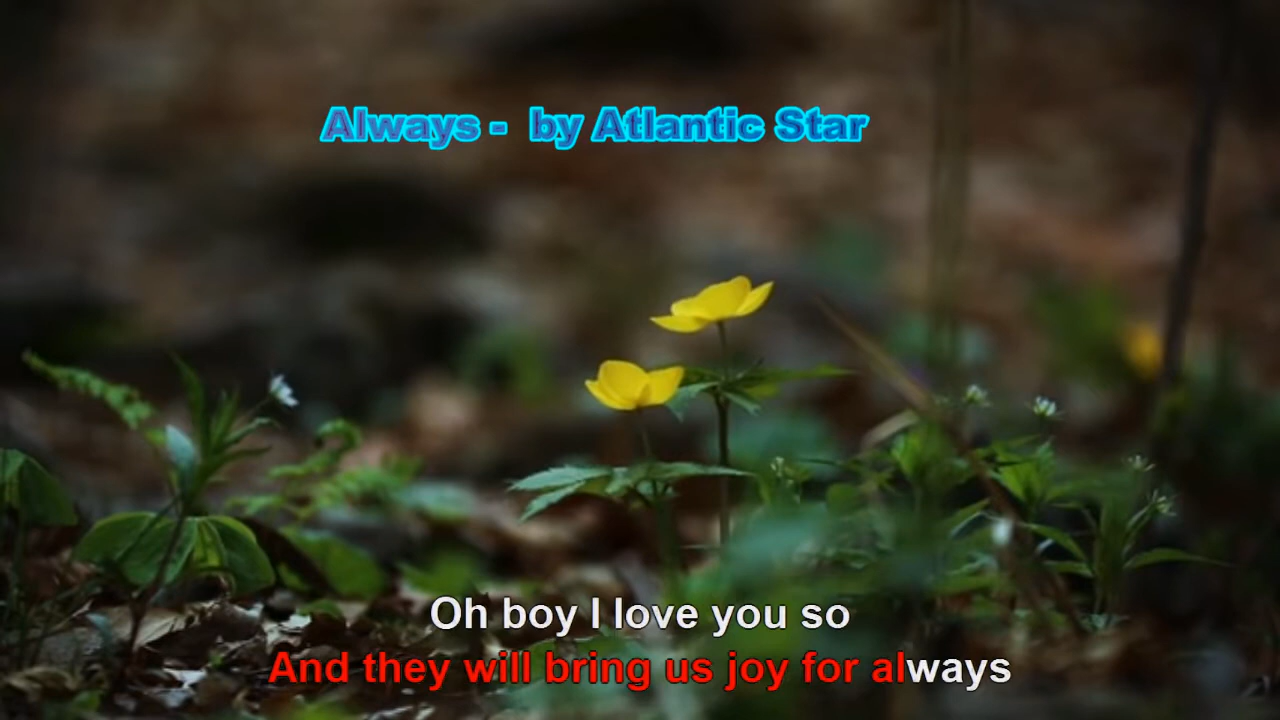 Always -  by Atlantic Star
Oh boy I love you so
And they will bring us joy for always